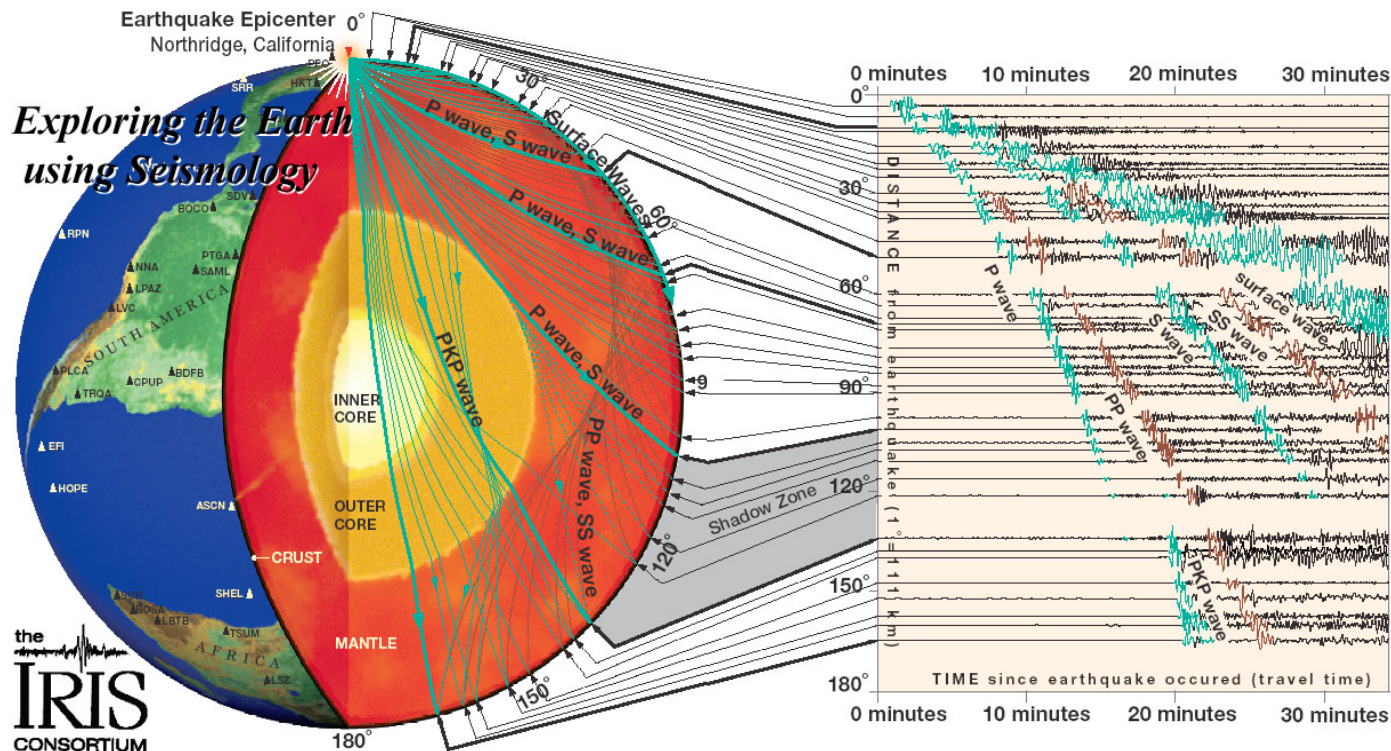 Earthquake Epicenter
Northridge, California
0°
Exploring the Earth
using Seismology
PFO
HKT
SRR
SDV
BOCO
RPN
PTGA
SAML
NNA
LPAZ
LVC
SOUTH AMERICA
PLCA
TRQA
CPUP
BDFB
EFI
HOPE
ASCN
CRUST
SHEL
SUR
BOSA
LBTB
TSUM
AFRICA
LSZ
the
IRIS
CONSORTIUM
30°
Surface Waves
60°
P wave, S wave
P wave, S wave
P wave, S wave
PKP wave
PP wave, SS wave
INNER
CORE
OUTER
CORE
MANTLE
9
120°
150°
180°
Shadow Zone
0 minutes
10 minutes
20 minutes
30 minutes
0°
30°
60°
90°
120°
150°
180°
DISTANCE from earthquake (1°=111 km)
P wave
PP wave
S wave
SS wave
surface wave
PKP wave
TIME since earthquake occured (travel time)
0 minutes
10 minutes
20 minutes
30 minutes